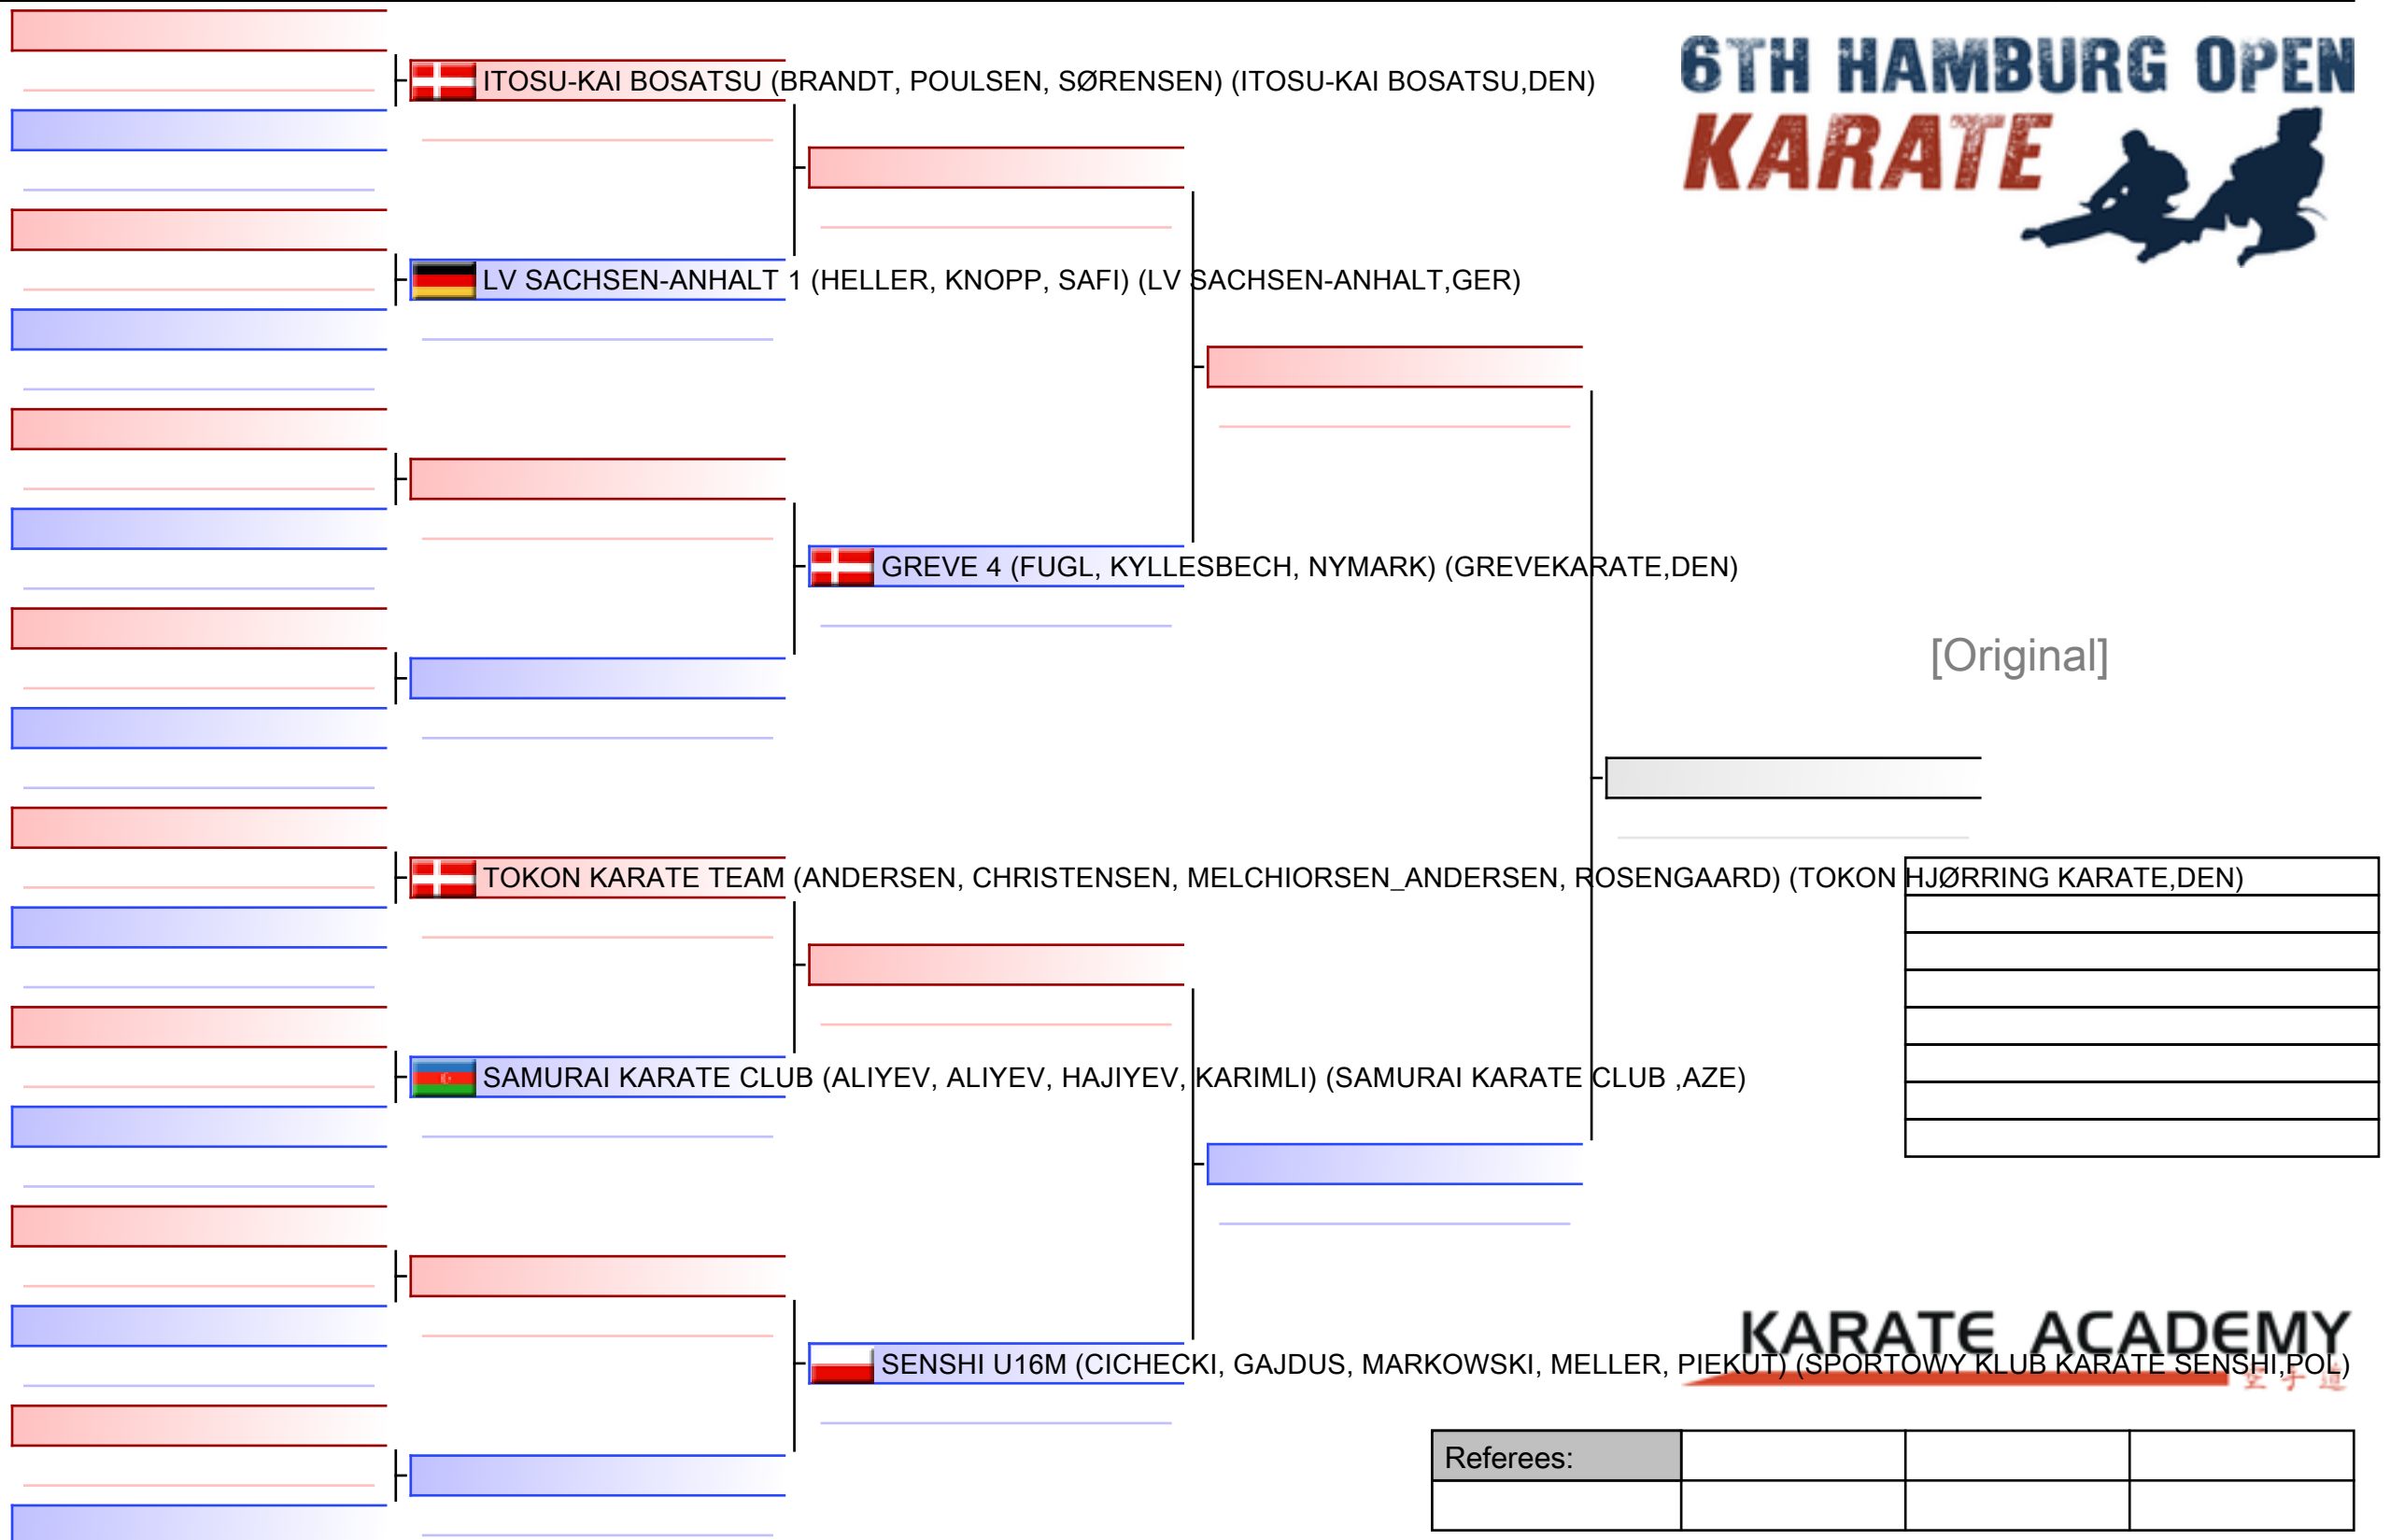 6TH HAMBURG OPEN
KARATE
ITOSU-KAI BOSATSU (BRANDT, POULSEN, SØRENSEN) (ITOSU-KAI BOSATSU,DEN)
LV SACHSEN-ANHALT 1 (HELLER, KNOPP, SAFI) (LV SACHSEN-ANHALT,GER)
GREVE 4 (FUGL, KYLLESBECH, NYMARK) (GREVEKARATE,DEN)
[Original]
TOKON KARATE TEAM (ANDERSEN, CHRISTENSEN, MELCHIORSEN_ANDERSEN, ROSENGAARD) (TOKON HJØRRING KARATE,DEN)
SAMURAI KARATE CLUB (ALIYEV, ALIYEV, HAJIYEV, KARIMLI) (SAMURAI KARATE CLUB ,AZE)
KARATE ACADEMY
SENSHI U16M (CICHECKI, GAJDUS, MARKOWSKI, MELLER, PIEKUT) (SPORTOWY KLUB KARATE SENSHI,POL)
空手道
Referees: